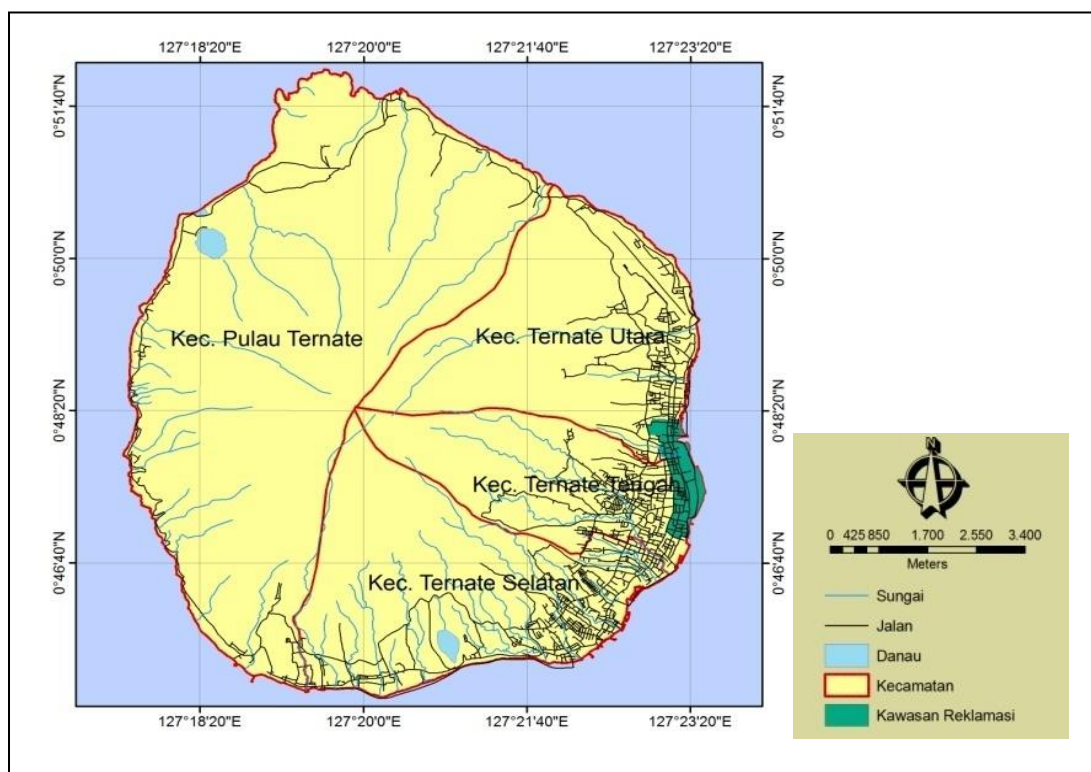 127°18'20"E 127°20'0"E 127°21'40"E 127°23'20"E
0°51'40"N 0°51'40"N
0°50'0"N 0°50'0"N
Kec. Pulau Ternate Kec. Ternate Utara
0°48'20"N 0°48'20"N
Kec. Ternate Tengah
0°46'40"N 0°46'40"N
Kec. Ternate Selatan
127°18'20"E 127°20'0"E 127°21'40"E 127°23'20"E
N
0 425 850 1.700 2.550 3.400
Meters
Sungai
Jalan
Danau
Kecamatan
Kawasan Reklamasi